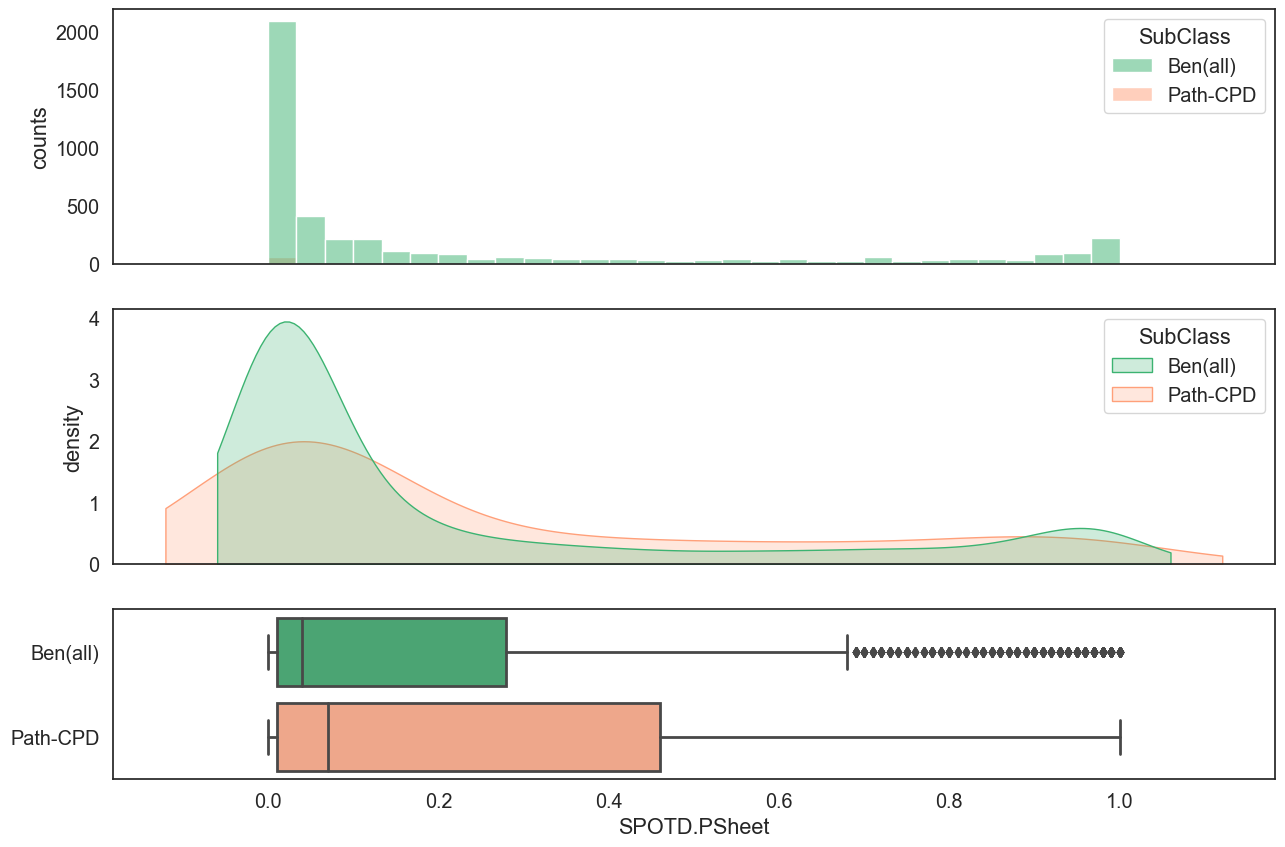 2000
1500
1000
500
0
counts
SubClass
Ben(all)
Path-CPD
4
3
2
1
0
density
SubClass
Ben(all)
Path-CPD
Ben(all)
Path-CPD
0.0 0.2 0.4 0.6 0.8 1.0
SPOTD.PSheet